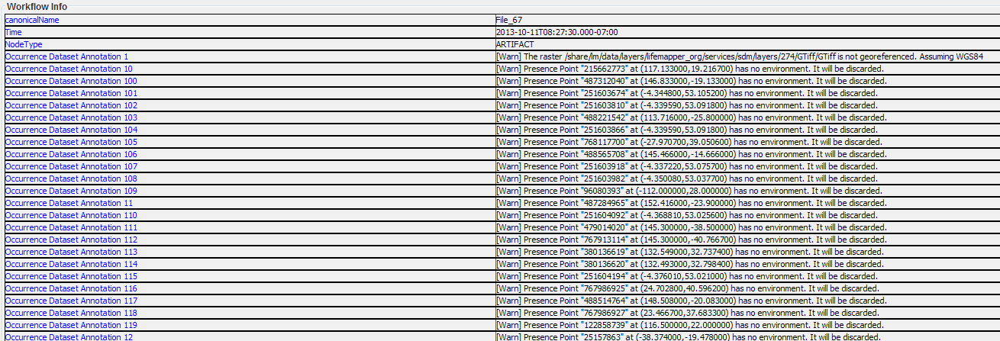 Workflow Info
canonicalName File_67
Time 2013-10-11T08:27:30.000-07:00
NodeType ARTIFACT
Occurrence Dataset Annotation 1 [Warn] The raster /share/lm/data/layers/lifemapper_org/services/sdm/layers/274/GTiff/GTiff is not georeferenced. Assuming WGS84
Occurrence Dataset Annotation 10 [Warn] Presence Point "215662773" at (117.133000,19.216700) has no environment. It will be discarded.
Occurrence Dataset Annotation 100 [Warn] Presence Point "487312040" at (146.833000,-19.133000) has no environment. It will be discarded.
Occurrence Dataset Annotation 101 [Warn] Presence Point "251603674" at (-4.344800,53.105200) has no environment. It will be discarded.
Occurrence Dataset Annotation 102 [Warn] Presence Point "251603810" at (-4.339590,53.091800) has no environment. It will be discarded.
Occurrence Dataset Annotation 103 [Warn] Presence Point "488221542" at (113.716000,-25.800000) has no environment. It will be discarded.
Occurrence Dataset Annotation 104 [Warn] Presence Point "251603866" at (-4.339590,53.091800) has no environment. It will be discarded.
Occurrence Dataset Annotation 105 [Warn] Presence Point "768117700" at (-27.970700,39.050600) has no environment. It will be discarded.
Occurrence Dataset Annotation 106 [Warn] Presence Point "488565708" at (145.466000,-14.666000) has no environment. It will be discarded.
Occurrence Dataset Annotation 107 [Warn] Presence Point "251603918" at (-4.337220,53.075700) has no environment. It will be discarded.
Occurrence Dataset Annotation 108 [Warn] Presence Point "251603982" at (-4.350080,53.037700) has no environment. It will be discarded.
Occurrence Dataset Annotation 109 [Warn] Presence Point "96080393" at (-112.000000,28.000000) has no environment. It will be discarded.
Occurrence Dataset Annotation 11 [Warn] Presence Point "487284965" at (152.416000,-23.900000) has no environment. It will be discarded.
Occurrence Dataset Annotation 110 [Warn] Presence Point "251604092" at (-4.368810,53.025600) has no environment. It will be discarded.
Occurrence Dataset Annotation 111 [Warn] Presence Point "479014020" at (145.300000,-38.500000) has no environment. It will be discarded.
Occurrence Dataset Annotation 112 [Warn] Presence Point "767913114" at (145.300000,-40.766700) has no environment. It will be discarded.
Occurrence Dataset Annotation 113 [Warn] Presence Point "380136619" at (132.549000,32.737400) has no environment. It will be discarded.
Occurrence Dataset Annotation 114 [Warn] Presence Point "380136620" at (132.493000,32.798400) has no environment. It will be discarded.
Occurrence Dataset Annotation 115 [Warn] Presence Point "251604194" at (-4.376010,53.021000) has no environment. It will be discarded.
Occurrence Dataset Annotation 116 [Warn] Presence Point "767986925" at (24.702800,40.596200) has no environment. It will be discarded.
Occurrence Dataset Annotation 117 [Warn] Presence Point "488514764" at (148.508000,-20.083000) has no environment. It will be discarded.
Occurrence Dataset Annotation 118 [Warn] Presence Point "767986927" at (23.466700,37.683300) has no environment. It will be discarded.
Occurrence Dataset Annotation 119 [Warn] Presence Point "122858739" at (116.500000,22.000000) has no environment. It will be discarded.
Occurrence Dataset Annotation 12 [Warn] Presence Point "25157863" at (-38.374000,-19.478000) has no environment. It will be discarded.